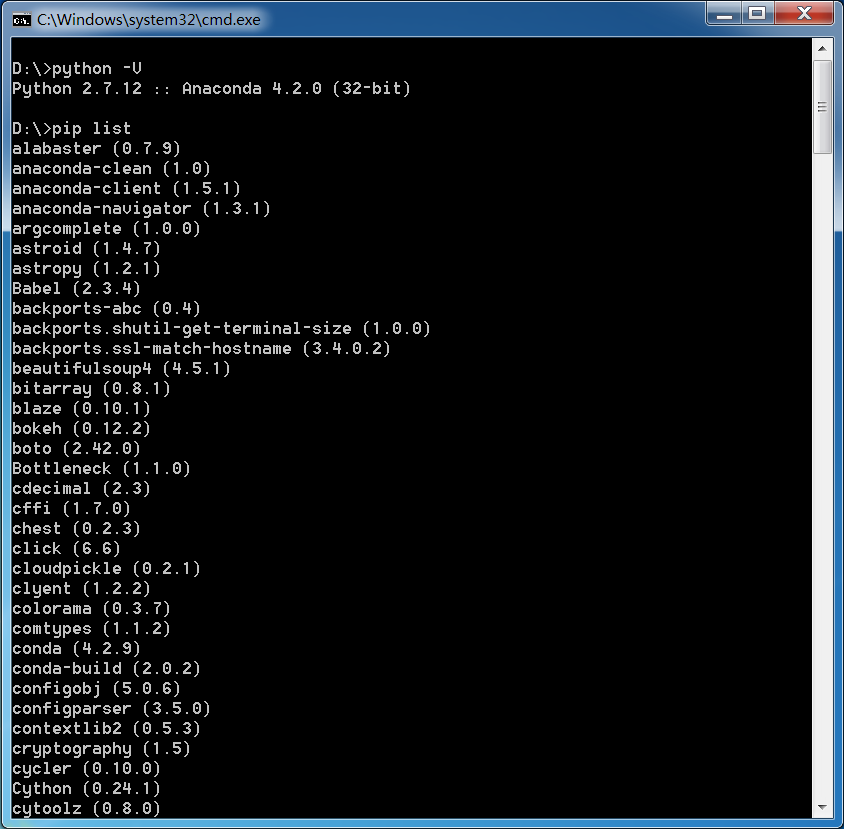 C:\Windows\system32\cmd.exe
D:\>python -V
Python 2.7.12 :: Anaconda 4.2.0 (32-bit)
D:\>pip list
alabaster (0.7.9)
anaconda-clean (1.0)
anaconda-client (1.5.1)
anaconda-navigator (1.3.1)
argcomplete (1.0.0)
astroid (1.4.7)
astropy (1.2.1)
Babel (2.3.4)
backports-abc (0.4)
backports.shutil-get-terminal-size (1.0.0)
backports.ssl-match-hostname (3.4.0.2)
beautifulsoup4 (4.5.1)
bitarray (0.8.1)
blaze (0.10.1)
bokeh (0.12.2)
boto (2.42.0)
Bottleneck (1.1.0)
cdecimal (2.3)
cffi (1.7.0)
chest (0.2.3)
click (6.6)
cloudpickle (0.2.1)
clyent (1.2.2)
colorama (0.3.7)
comtypes (1.1.2)
conda (4.2.9)
conda-build (2.0.2)
configobj (5.0.6)
configparser (3.5.0)
contextlib2 (0.5.3)
cryptography (1.5)
cycler (0.10.0)
Cython (0.24.1)
cytoolz (0.8.0)